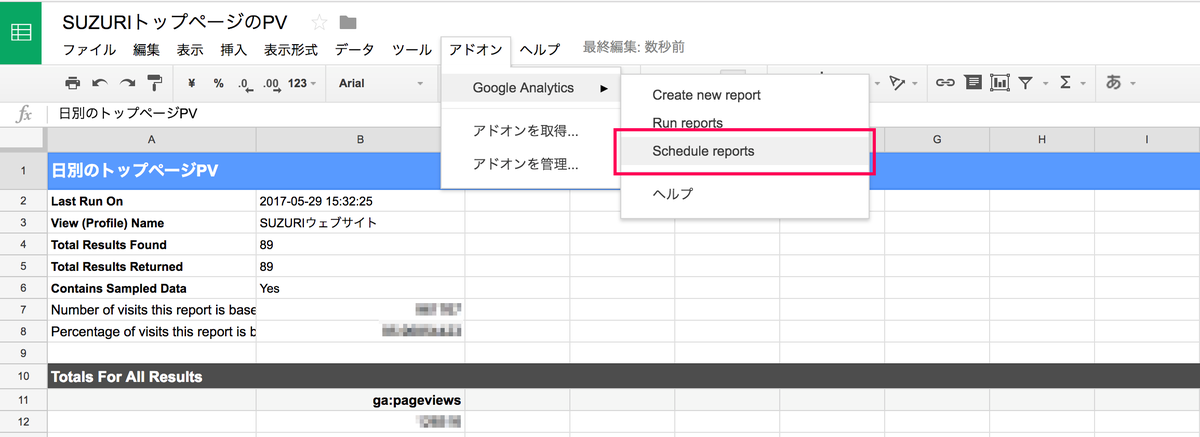 SUZURIトップページのPV
ファイル 編集 表示 挿入 表示形式 データ ツール アドオン ヘルプ 最終編集: 数秒前
¥ % .0 .00 123 Arial あ
Google Analytics
アドオンを取得...
アドオンを管理...
Create new report
Run reports
Schedule reports
ヘルプ
fx 日別のトップページPV
A B G H I
1 日別のトップページPV
2 Last Run On 2017-05-29 15:32:25
3 View (Profile) Name SUZURIウェブサイト
4 Total Results Found 89
5 Total Results Returned 89
6 Contains Sampled Data Yes
7 Number of visits this report is base
8 Percentage of visits this report is b
9
10 Totals For All Results
11 ga:pageviews
12